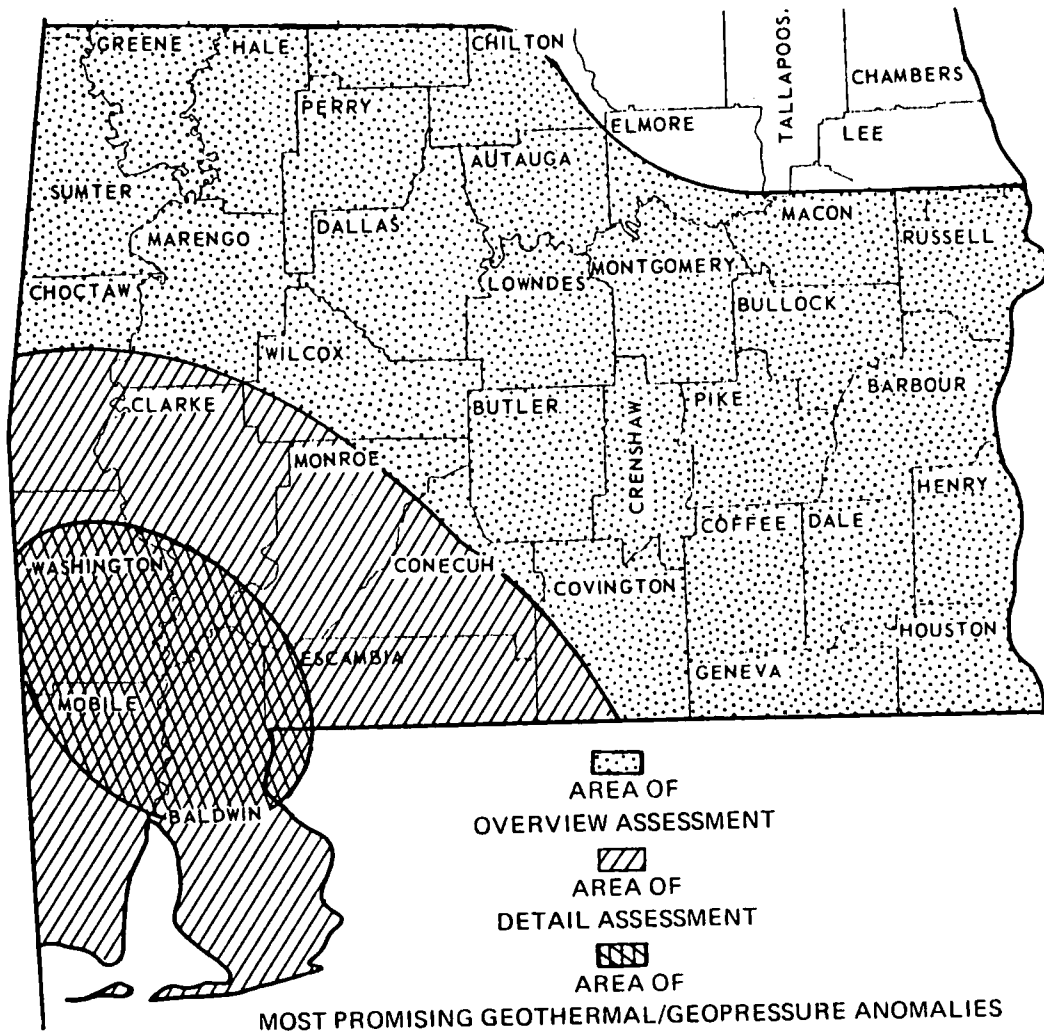 GREENE
HALE
CHILTON
TALLAPOOS.
CHAMBERS
PERRY
ELMORE
LEE
AUTAUGA
SUMTER
MARENGO
DALLAS
MACON
RUSSELL
CHOCTAW
LOWNDES
MONTGOMERY
BULLOCK
WILCOX
CLARKE
BUTLER
CRENSHAW
PIKE
BARBOUR
MONROE
HENRY
COFFEE
DALE
WASHINGTON
CONECUH
COVINGTON
HOUSTON
ESCAMBIA
GENEVA
MOBILE
BALDWIN
AREA OF
OVERVIEW ASSESSMENT
AREA OF
DETAIL ASSESSMENT
AREA OF
MOST PROMISING GEOTHERMAL/GEOPRESSURE ANOMALIES